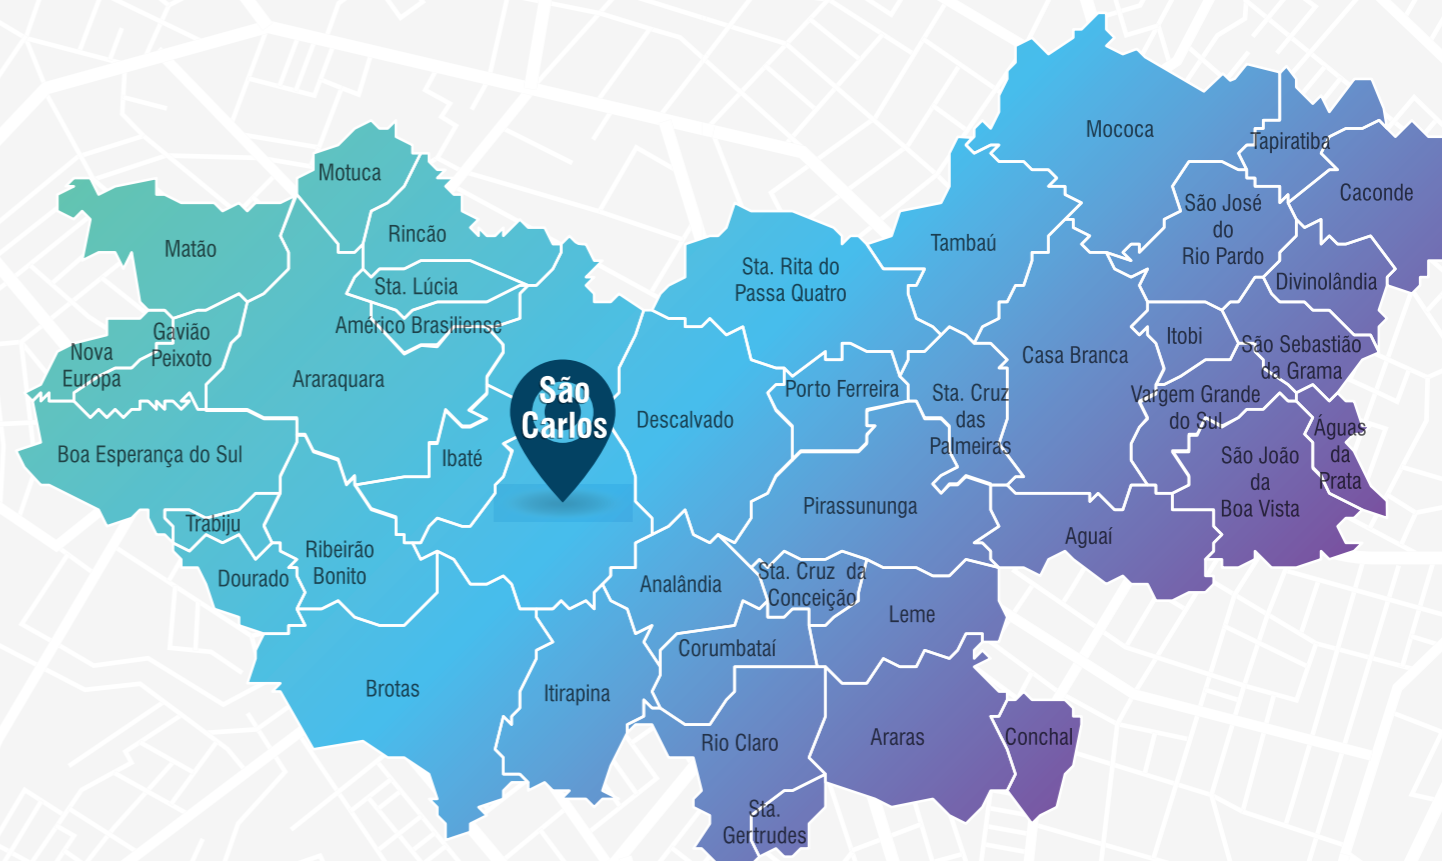 Mococa
Tapiratiba
Caconde
Motuca
São José
do
Rio Pardo
Rincão
Tambaú
Matão
Sta. Rita do
Passa Quatro
Divinolândia
Sta. Lúcia
Américo Brasiliense
Gavião
Peixoto
Nova
Europa
Itobi
São Sebastião
da Grama
Casa Branca
Araraquara
São
Carlos
Porto Ferreira
Sta. Cruz
das
Palmeiras
Vargem Grande
do Sul
Descalvado
Águas
da
Prata
Boa Esperança do Sul
Ibaté
São João
da
Boa Vista
Pirassununga
Trabiju
Aguaí
Ribeirão
Bonito
Dourado
Analândia
Sta. Cruz da
Conceição
Leme
Corumbataí
Brotas
Itirapina
Rio Claro
Araras
Conchal
Sta.
Gertrudes